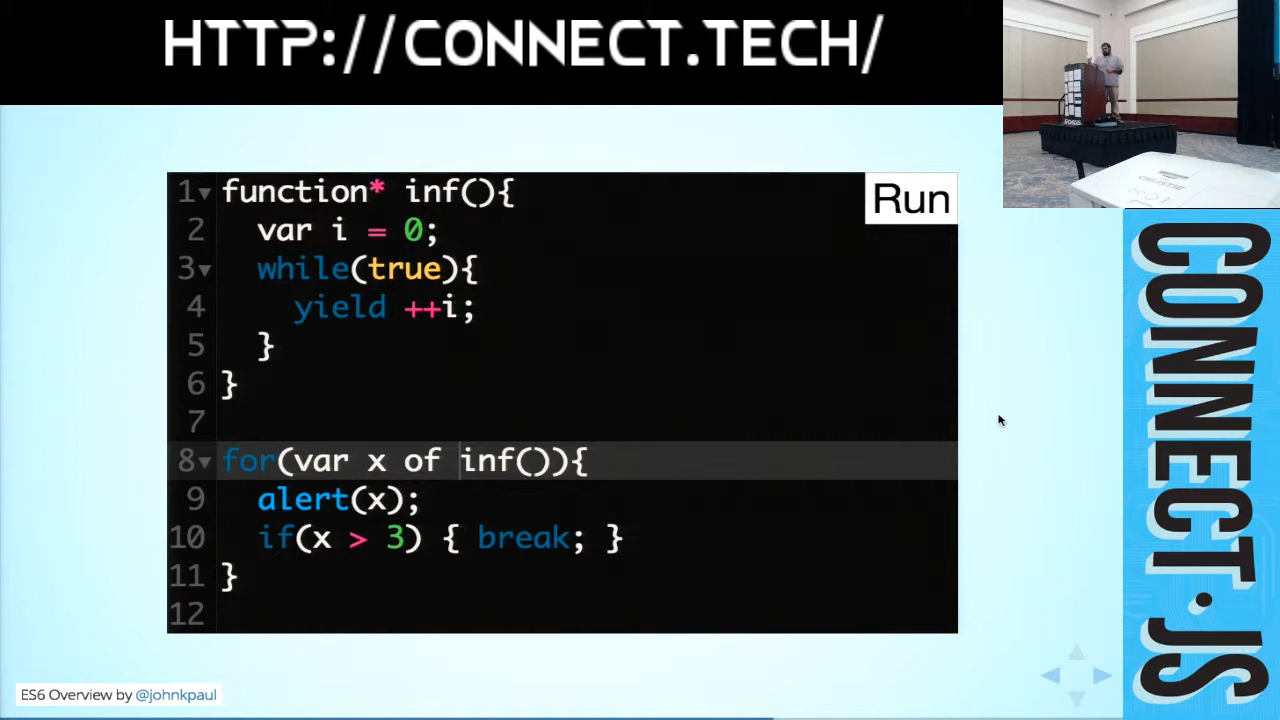 HTTP://CONNECT.TECH/
1 function* inf(){
2 var i = 0;
3 while(true){
4 yield ++i;
5 }
6 }
7
8 for(var x of inf()){
9 alert(x);
10 if(x > 3) { break; }
11 }
12
Run
CHRISTIE
CONNECT.JS
ES6 Overview by @johnkpaul